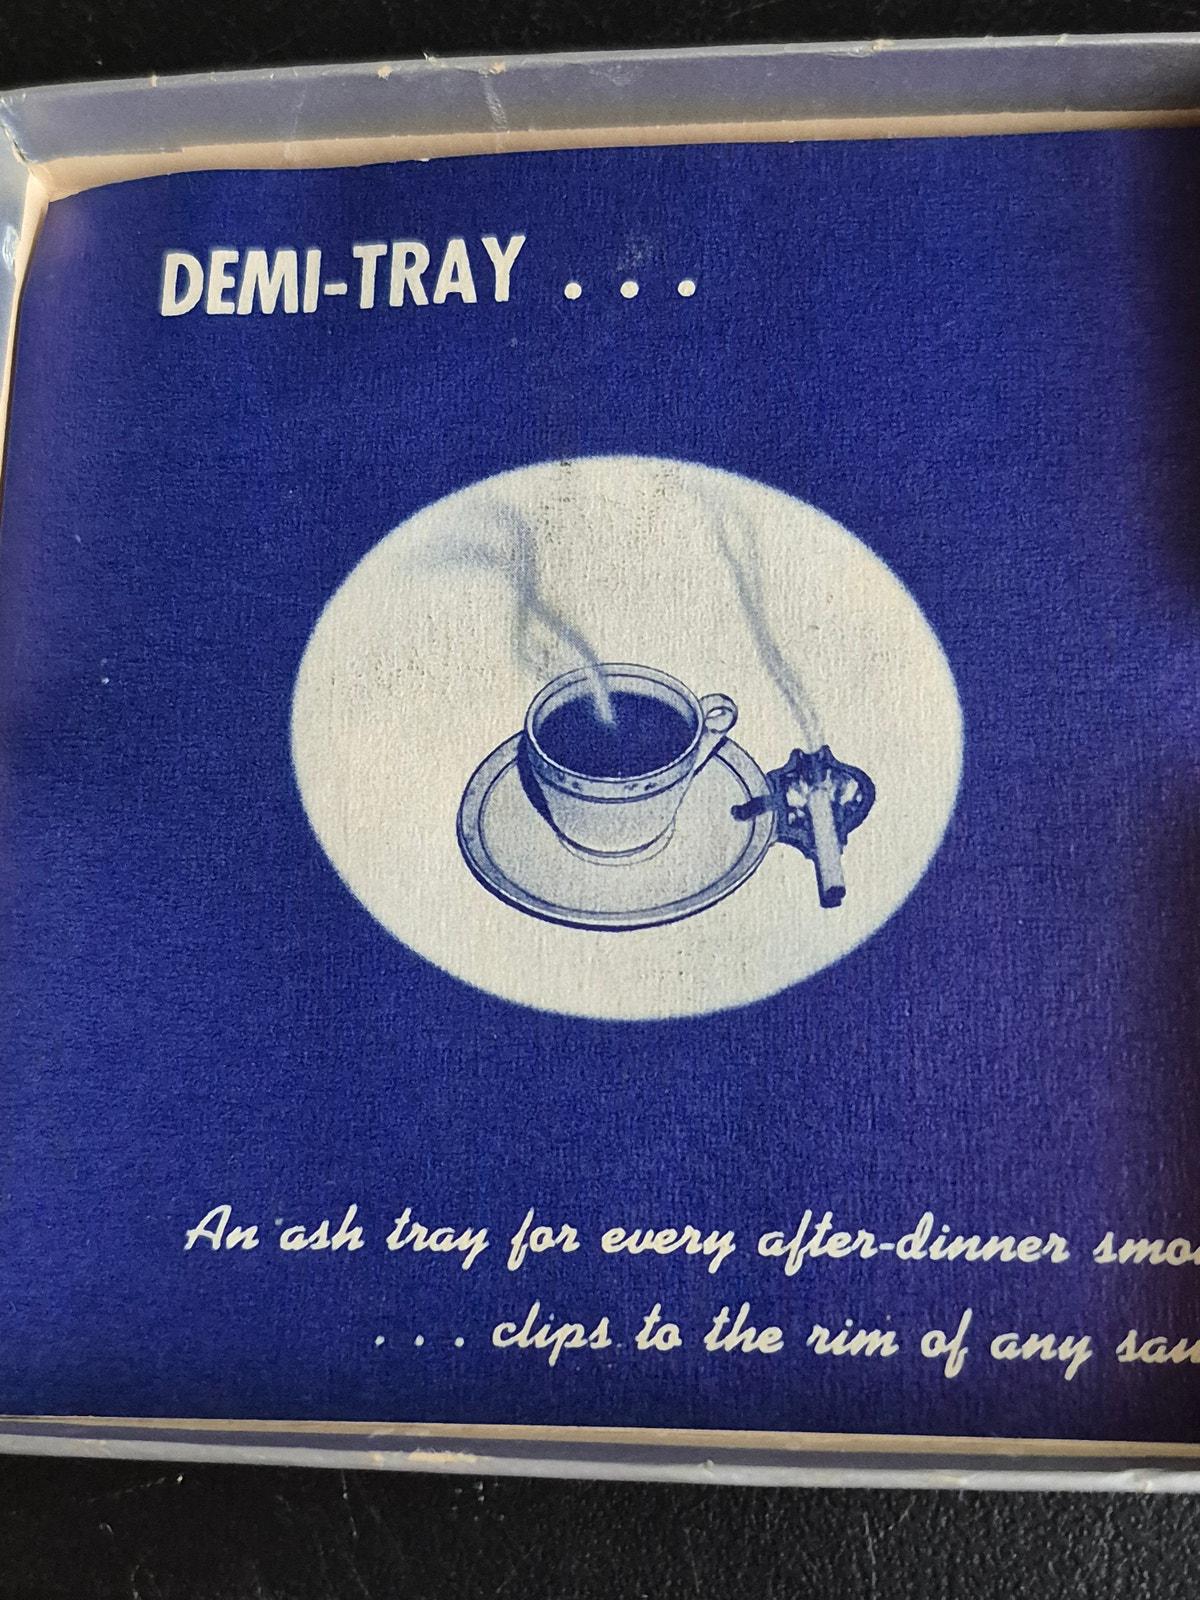 DEMI-TRAY . . .
An ash tray for every after-dinner
. . . clips to the rim of any